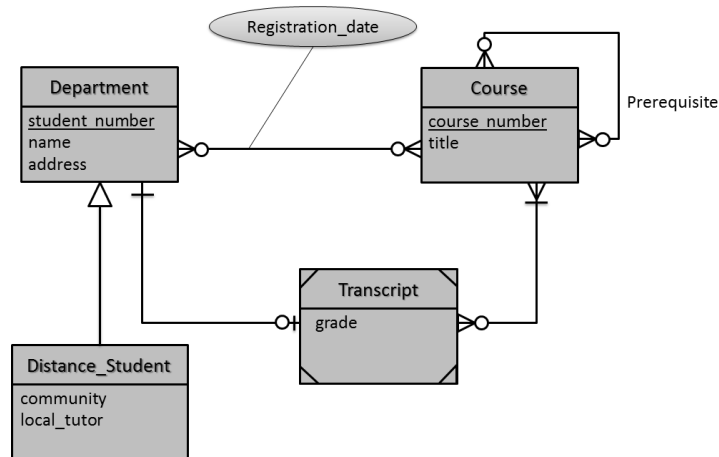 Registration_date
Department
student_number
name
address
Course
course_number
title
Prerequisite
Transcript
grade
Distance_Student
community
local_tutor